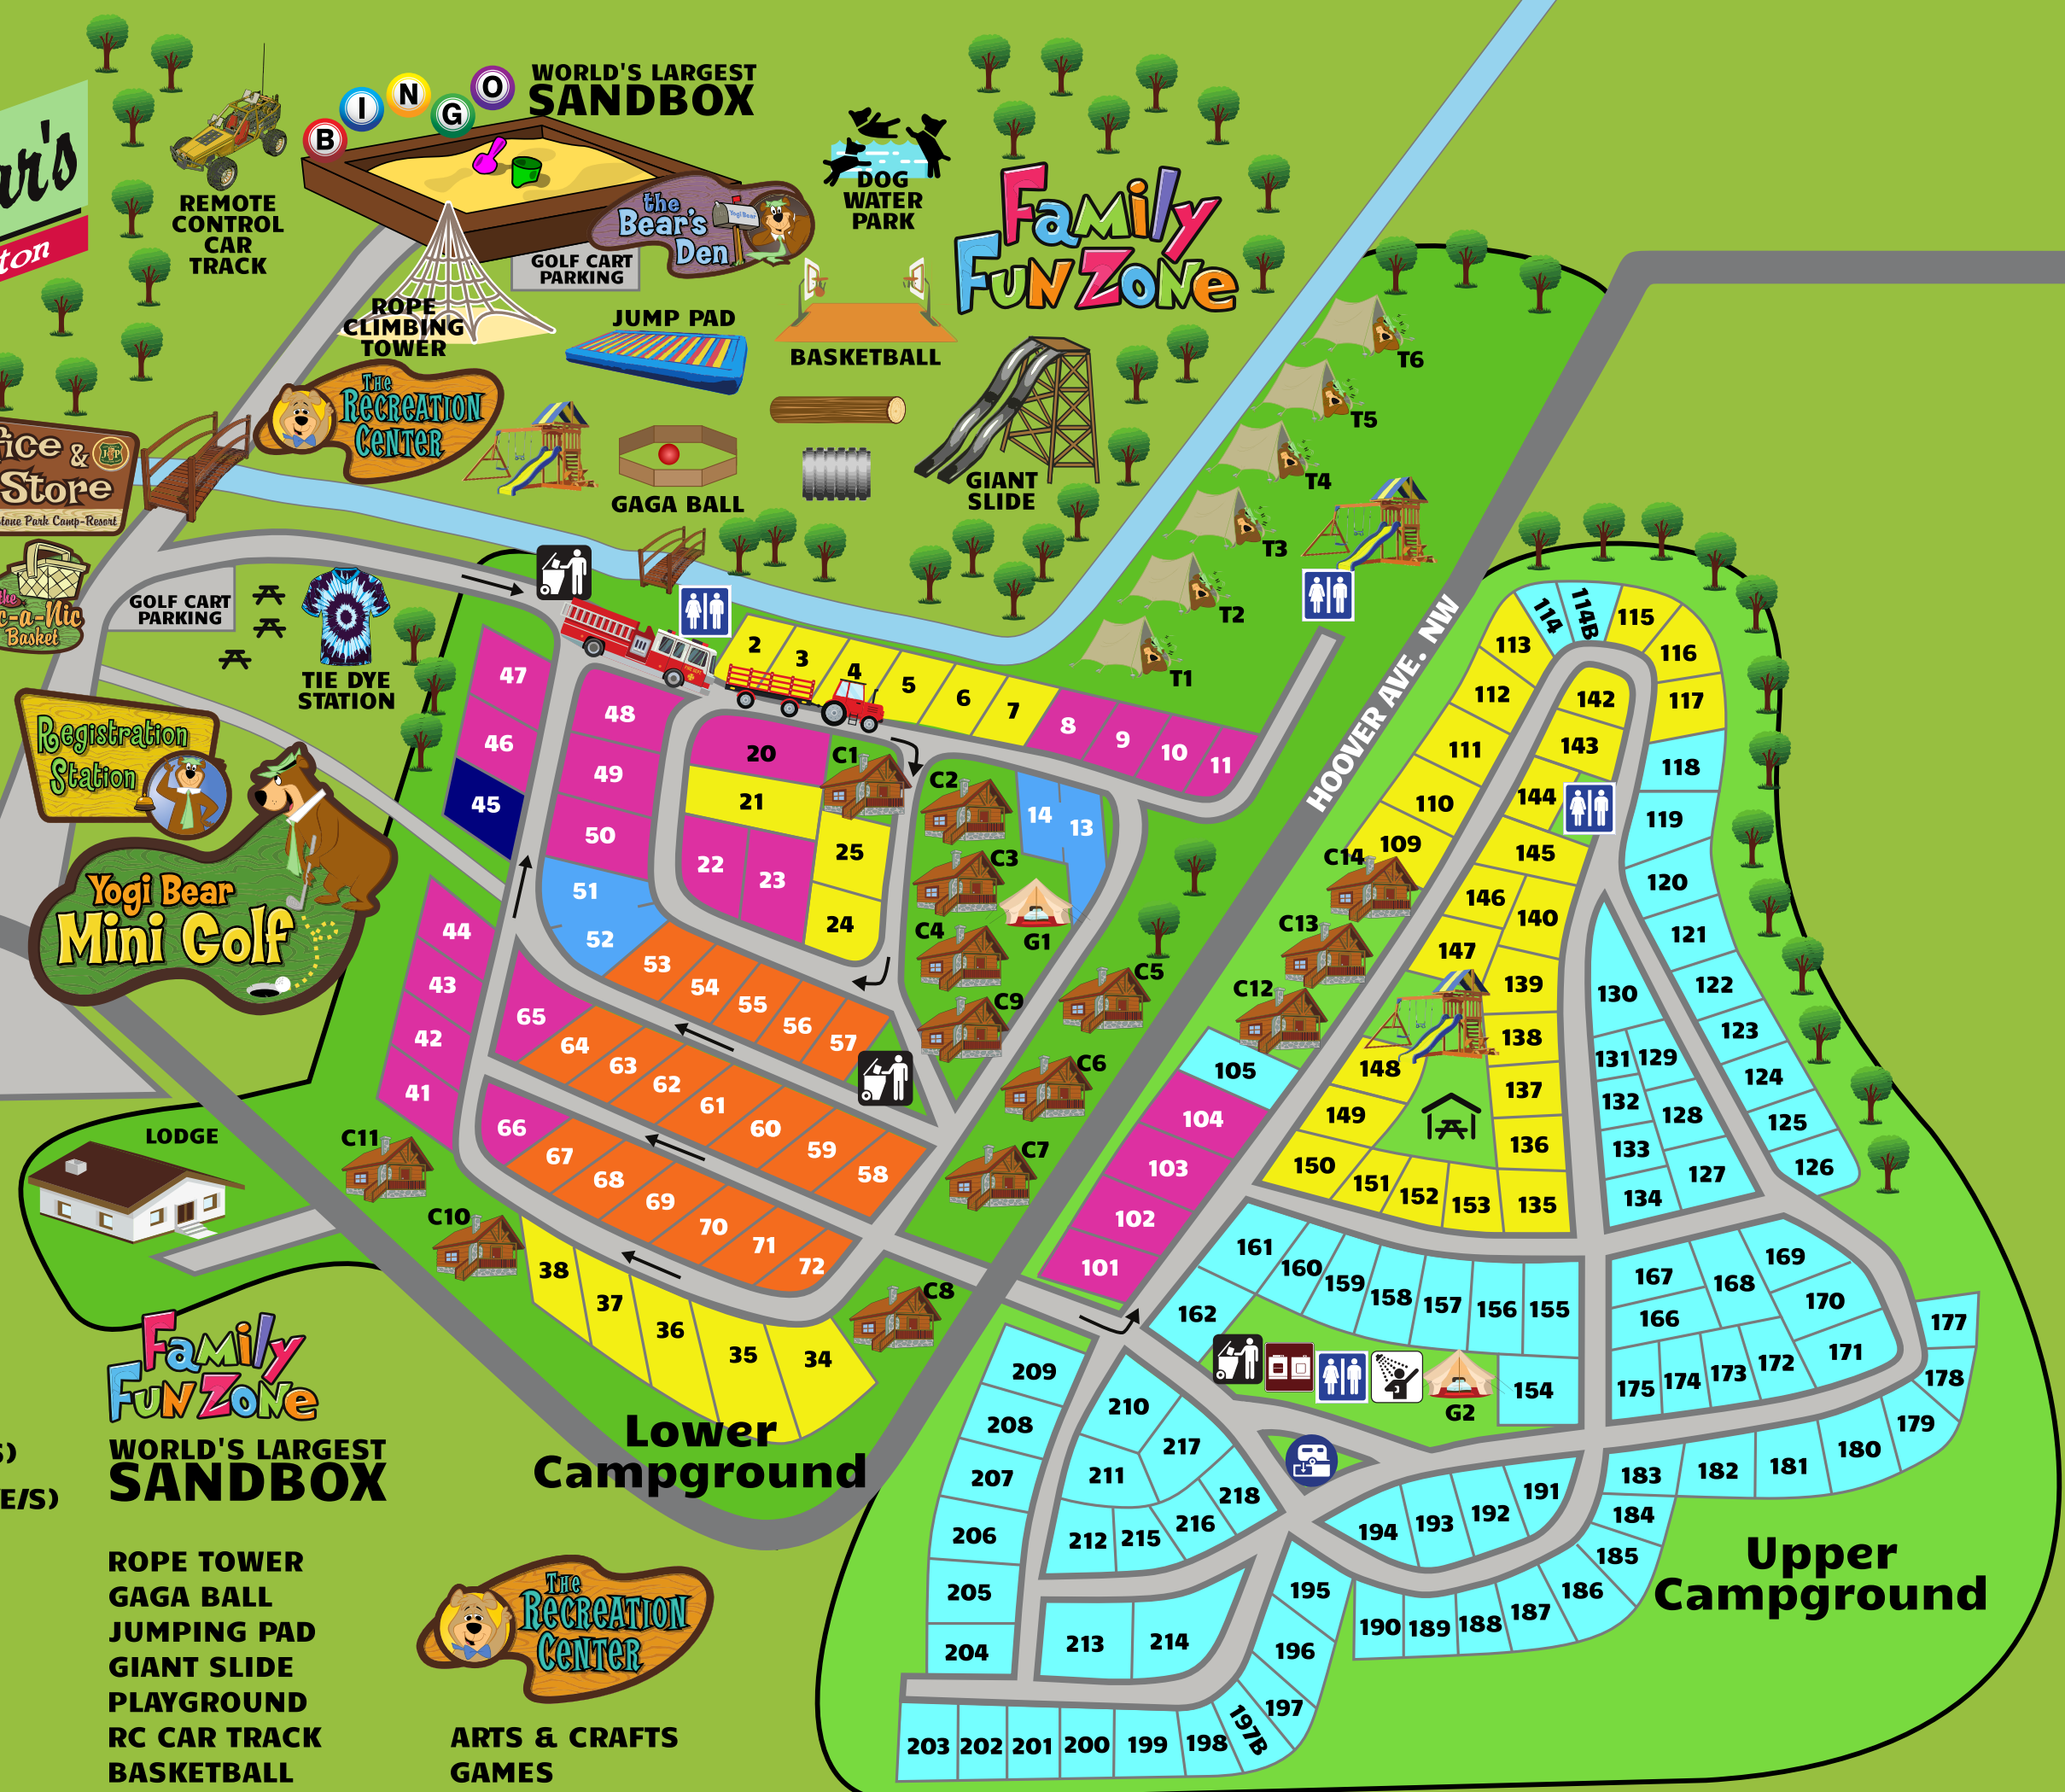 B I N G O
WORLD'S LARGEST
SANDBOX
ar's
ton
REMOTE
CONTROL
CAR
TRACK
the
Bear's
Den
Yogi Bear
GOLF CART
PARKING
DOG
WATER
PARK
Family
Fun Zone
ROPE
CLIMBING
TOWER
JUMP PAD
BASKETBALL
The
Recreation
Center
GAGA BALL
GIANT
SLIDE
T6
T5
T4
T3
T2
T1
fice &
Store
stone Park Camp-Resort
the
c-a-Nic
Basket
GOLF CART
PARKING
TIE DYE
STATION
Registration
Station
Yogi Bear
Mini Golf
LODGE
HOOVER AVE. NW
2
3
4
5
6
7
8
9
10
11
47
46
45
44
43
42
41
48
49
50
51
52
20
21
22
23
25
24
C1
C2
C3
C4
C9
14
13
G1
C5
C6
C7
C8
C10
C11
53
54
55
56
57
65
64
63
62
61
60
59
58
66
67
68
69
70
71
72
38
37
36
35
34
Lower
Campground
C14
C13
C12
105
104
103
102
101
113
114
114B
115
116
117
118
119
120
121
122
123
124
125
126
112
111
110
109
142
143
144
145
146
140
147
139
138
137
136
148
149
150
151
152
153
135
130
131
129
132
128
133
127
134
161
160
159
158
157
156
155
162
154
G2
167
168
169
166
170
171
175
174
173
172
177
178
179
180
181
182
183
184
185
186
187
188
189
190
191
192
193
194
195
196
197
197B
198
199
200
201
202
203
204
205
206
207
208
209
210
217
211
218
212
215
216
213
214
Upper
Campground
S)
E/S)
Family
Fun Zone
WORLD'S LARGEST
SANDBOX
ROPE TOWER
GAGA BALL
JUMPING PAD
GIANT SLIDE
PLAYGROUND
RC CAR TRACK
BASKETBALL
The
Recreation
Center
ARTS & CRAFTS
GAMES